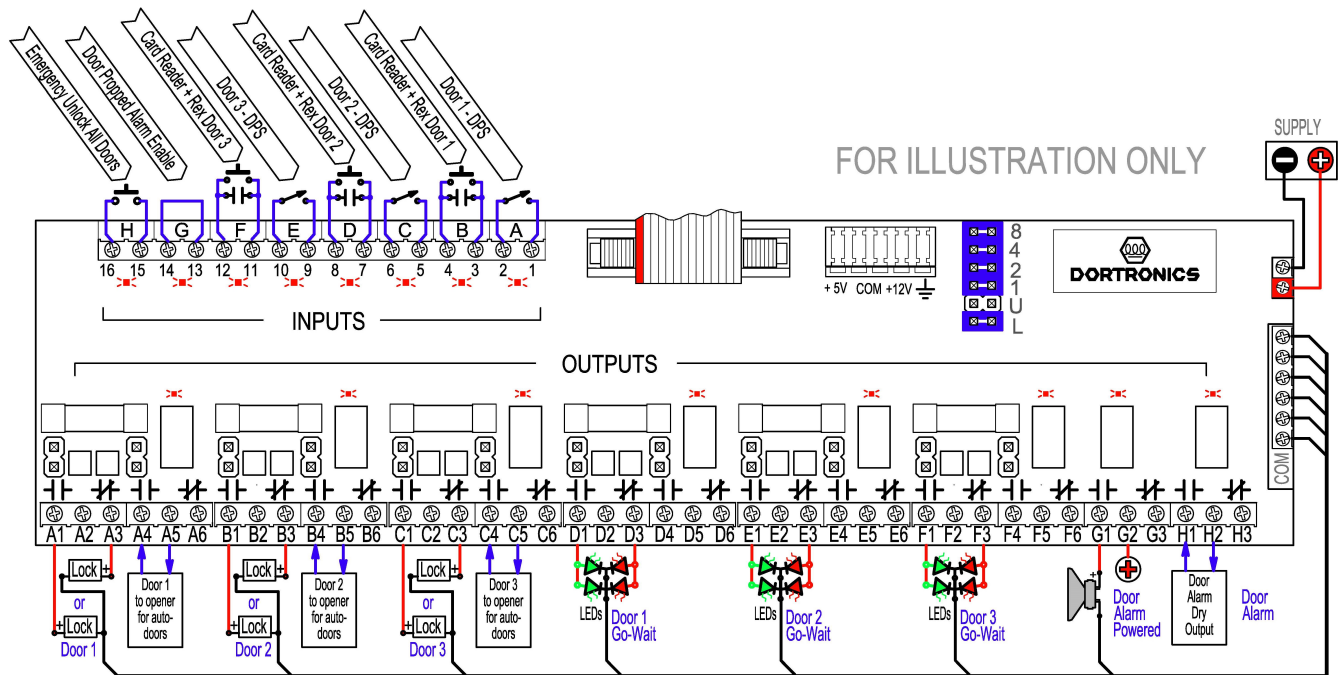 Emergency Unlock All Doors
Door Propped Alarm Enable
Card Reader + Rex Door 3
Door 3 - DPS
Card Reader + Rex Door 2
Door 2 - DPS
Card Reader + Rex Door 1
Door 1 - DPS
FOR ILLUSTRATION ONLY
SUPPLY
H G F E D C B A
16 15 14 13 12 11 10 9 8 7 6 5 4 3 2 1
INPUTS
+ 5V COM +12V
8
4
2
1
U
L
DORTRONICS
OUTPUTS
COM
A1 A2 A3 A4 A5 A6 B1 B2 B3 B4 B5 B6 C1 C2 C3 C4 C5 C6 D1 D2 D3 D4 D5 D6 E1 E2 E3 E4 E5 E6 F1 F2 F3 F4 F5 F6 G1 G2 G3 H1 H2 H3
Lock +
or
+ Lock
Door 1
Door 1
to opener
for auto-
doors
Lock +
or
+ Lock
Door 2
Door 2
to opener
for auto-
doors
Lock +
or
+ Lock
Door 3
Door 3
to opener
for auto-
doors
LEDs
Door 1
Go-Wait
LEDs
Door 2
Go-Wait
LEDs
Door 3
Go-Wait
+
Door
Alarm
Powered
Door
Alarm
Dry
Output
Door
Alarm